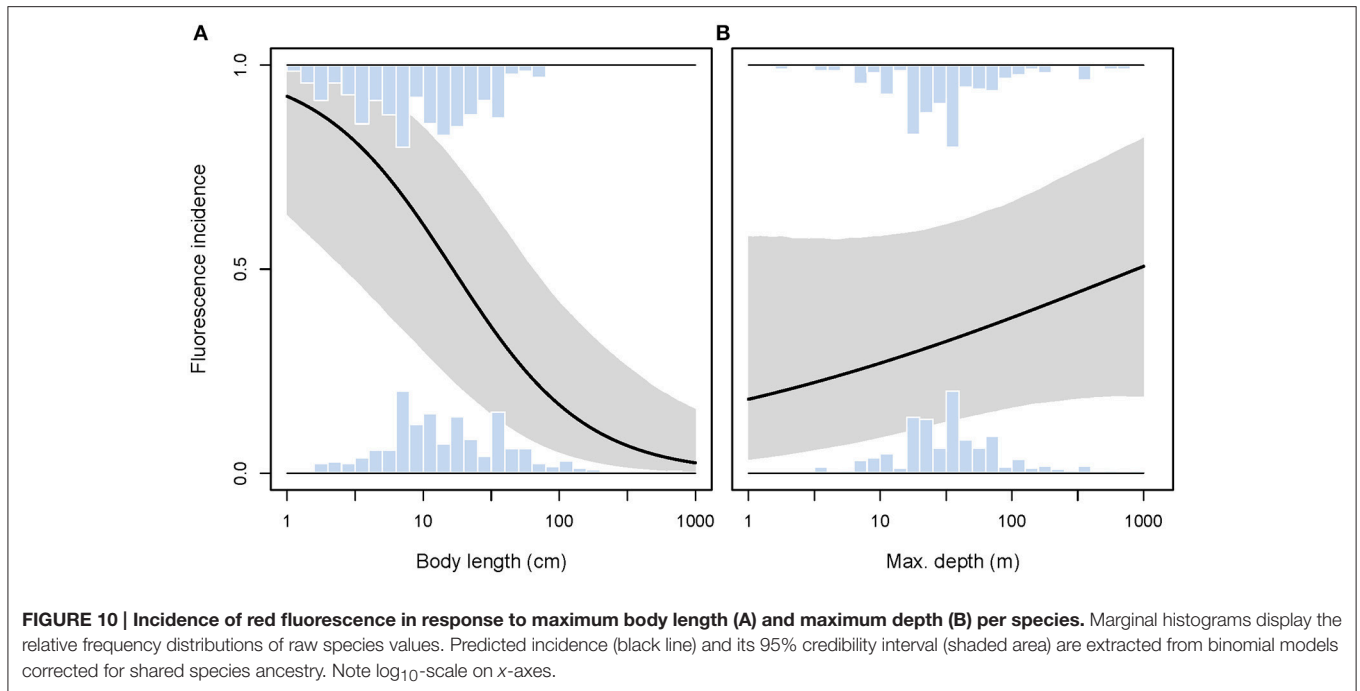 A
B
1.0
0.5
0.0
Fluorescence incidence
1 10 100 1000
1 10 100 1000
Body length (cm)
Max. depth (m)
FIGURE 10 | Incidence of red fluorescence in response to maximum body length (A) and maximum depth (B) per species. Marginal histograms display the
relative frequency distributions of raw species values. Predicted incidence (black line) and its 95% credibility interval (shaded area) are extracted from binomial models
corrected for shared species ancestry. Note log10-scale on x-axes.